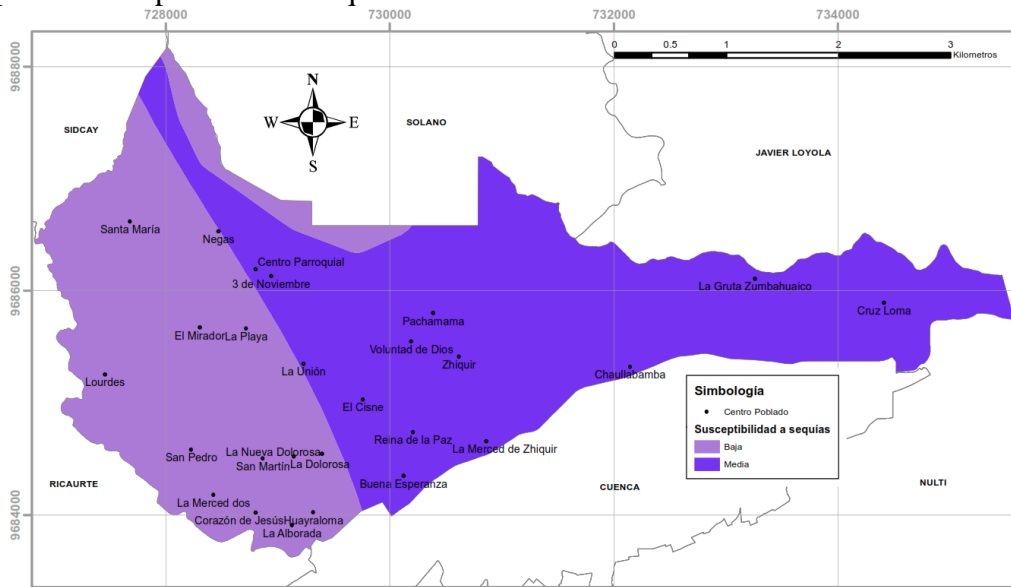 728000
730000
732000
734000
9688000
9686000
9684000
0 0.5 1 2 3
Kilometros
N
W E
S
SIDCAY
SOLANO
JAVIER LOYOLA
Santa María
Negas
Centro Parroquial
3 de Noviembre
La Gruta Zumbahuaico
Cruz Loma
Pachamama
El Mirador
La Playa
Voluntad de Dios
Zhiquir
La Unión
Chaullabamba
Lourdes
El Cisne
Reina de la Paz
La Merced de Zhiquir
La Nueva Dolorosa
San Pedro
San Martín
La Dolorosa
Buena Esperanza
RICAURTE
La Merced dos
Corazón de Jesús
Huayraloma
La Alborada
CUENCA
NULTI
Simbología
Centro Poblado
Susceptibilidad a sequías
Baja
Media